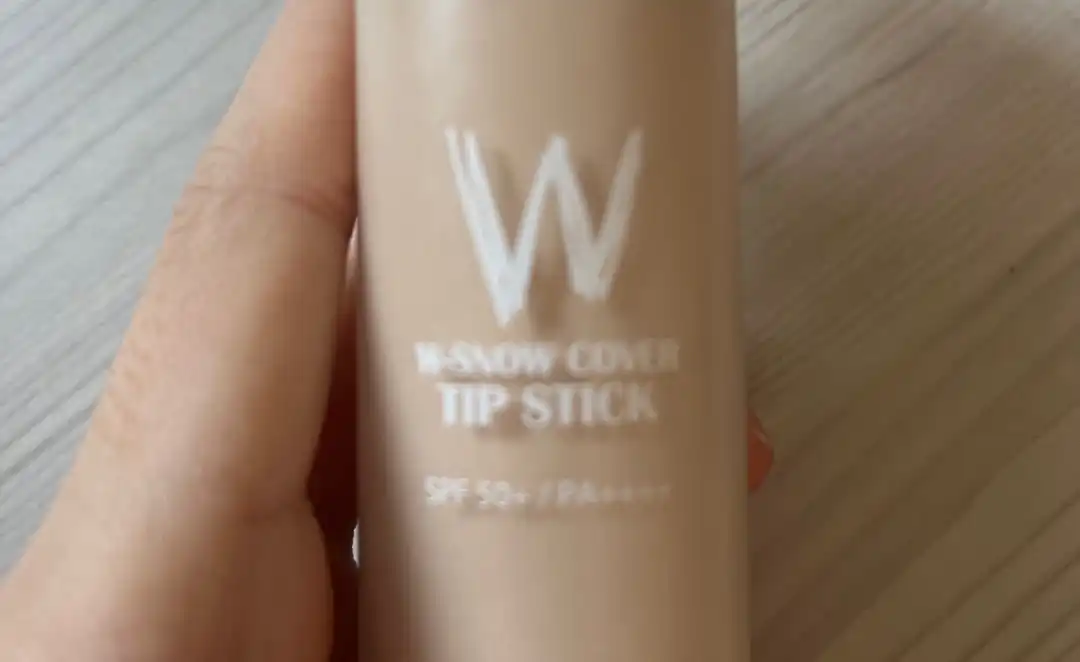 W
W-SNOW COVER
TIP STICK
SPF 50+ / PA++++